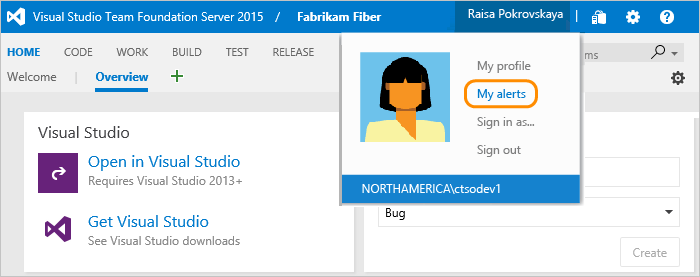 Visual Studio Team Foundation Server 2015 / Fabrikam Fiber Raisa Pokrovskaya
HOME CODE WORK BUILD TEST RELEASE
Welcome Overview
My profile
My alerts
Sign in as...
Sign out
NORTHAMERICA\ctsodev1
Visual Studio
Open in Visual Studio
Requires Visual Studio 2013+
Get Visual Studio
See Visual Studio downloads
Bug
Create